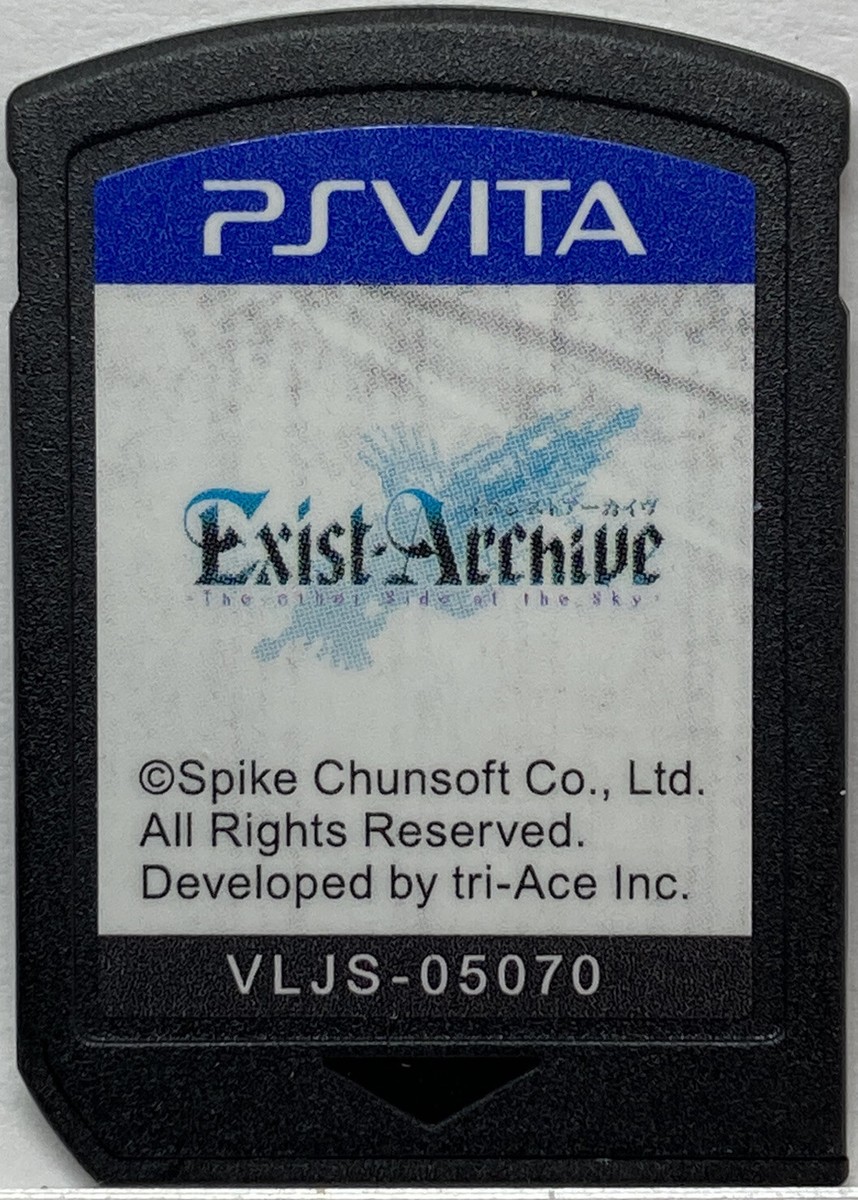 PSVITA
イグジストアーカイヴ
Exist Archive
-The Other Side of the Sky-
©Spike Chunsoft Co., Ltd.
All Rights Reserved.
Developed by tri-Ace Inc.
VLJS-05070